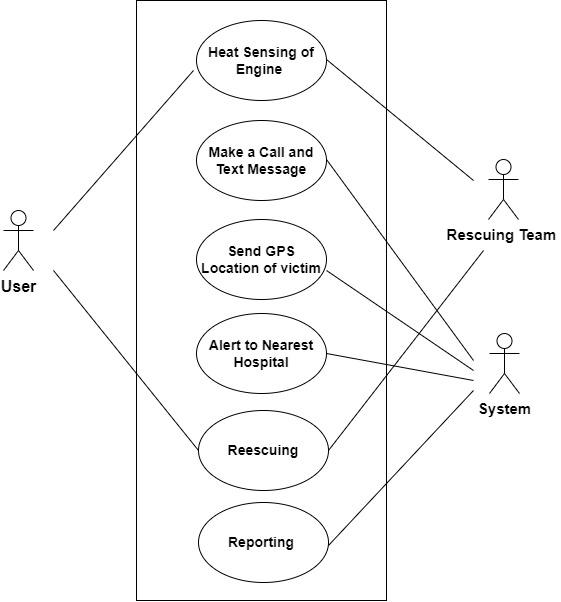 Heat Sensing of
Engine
Make a Call and
Text Message
Rescuing Team
Send GPS
Location of victim
User
Alert to Nearest
Hospital
System
Reescuing
Reporting